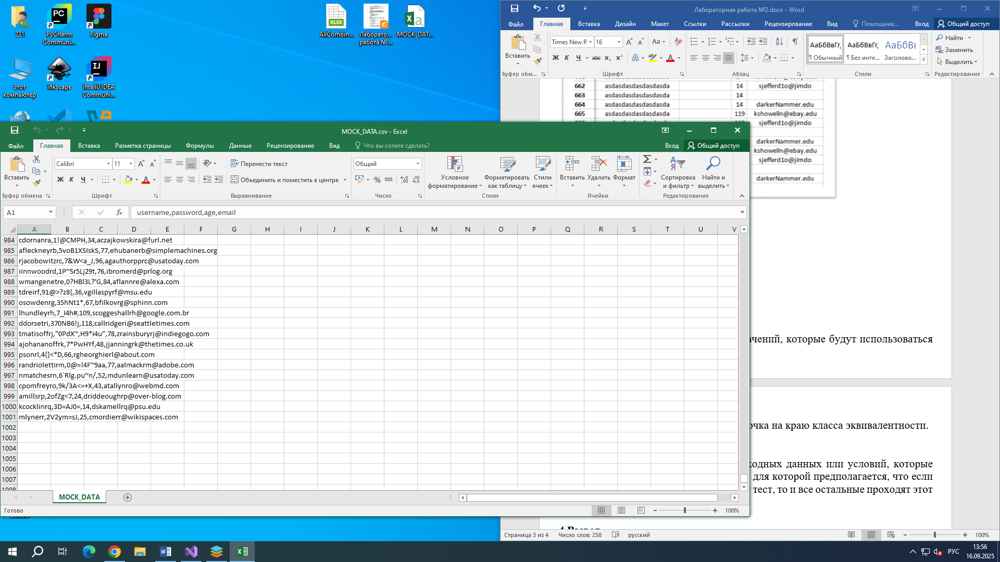 221
PyCharm
Communi...
Figma
AllCombin...
Лаборато...
работа №...
MOCK_DAT...
Этот
компьютер
Inkscape
IntelliJ IDEA
Communi...
Лабораторная работа №2.docx - Word
Файл
Главная
Вставка
Дизайн
Макет
Ссылки
Рассылки
Рецензирование
Вид
Помощник...
Вход
Общий доступ
Вставить
Times New R
16
Найти
Заменить
Выделить
АаБбВвГг,
¶ Обычный
АаБбВвГг,
¶ Без инте...
АаБбВ
Заголово...
Буфер обм...
Шрифт
Абзац
Стили
Редактирование
662 asdasdasdasdasdasda 14 sjefferd1o@jimdo
663 asdasdasdasdasdasda 14
664 asdasdasdasdasdasda 14 darkerNammer.edu
665 asdasdasdasdasdasda 119 kshowelln@ebay.edu
sjefferd1o@jimdo
darkerNammer.edu
kshowelln@ebay.edu
sjefferd1o@jimdo
darkerNammer.edu
MOCK_DATA.csv - Excel
Файл
Главная
Вставка
Разметка страницы
Формулы
Данные
Рецензирование
Вид
Что вы хотите сделать?
Вход
Общий доступ
Вставить
Calibri
11
Ж К Ч
Перенести текст
Объединить и поместить в центре
Общий
% 000
Условное
форматирование
Форматировать
как таблицу
Стили
ячеек
Вставить
Удалить
Формат
Сортировка
и фильтр
Найти и
выделить
Буфер обмена
Шрифт
Выравнивание
Число
Стили
Ячейки
Редактирование
A1
fx
username,password,age,email
A B C D E F G H I J K L M N O P Q R S T U V
984 cdornanra,1!@CMPH,34,aczajkowskira@furl.net
985 afleckneyrb,5voB1XSIskS,77,ehubanerb@simplemachines.org
986 rjacobowitzrc,7&W<a_J,96,agauthorpprc@usatoday.com
987 iinnwoodrd,1P~Sr5Lj29t,76,ibromerd@prlog.org
988 wmangenetre,0?HBl3L?'G,84,aflannre@alexa.com
989 tdreirf,91@>?z8{,36,vgillaspyrf@msu.edu
990 osowdenrg,35hNt1*,67,bfilkovrg@sphinn.com
991 lhundleyrh,7_I4h#,109,scoggeshallrh@google.com.br
992 ddorsetri,370NB6!j,118,callridgeri@seattletimes.com
993 tmatisoffrj,"0PdX~,H9*i4u",78,zrainsburyrj@indiegogo.com
994 ajohananoffrk,7*PwHYf,48,jjanningrk@thetimes.co.uk
995 psonrl,4{}<*D,66,rgheorghierl@about.com
996 randriolettirm,0@=!4F~9aa,77,aalmackrm@adobe.com
997 nmatchesrn,6`Rlg.pu~n/,52,mdunlearn@usatoday.com
998 cpomfreyro,9k/3A<=+X,43,atallynro@webmd.com
999 amillsrp,2ofZg<7,24,driddeoughrp@over-blog.com
1000 kcocklinrq,3D=AJ0=,14,dskamellrq@psu.edu
1001 mlynerr,2V2ym=sJ,25,cmordierr@wikispaces.com
1002
1003
1004
1005
1006
1007
1008
MOCK_DATA
Готово
100%
ачений, которые будут использоваться
очка на краю класса эквивалентности.
ходных данных или условий, которые
для которой предполагается, что если
тест, то и все остальные проходят этот
4 Вывод
Страница 3 из 4
Число слов: 258
русский
100%
РУС
13:56
16.09.2025